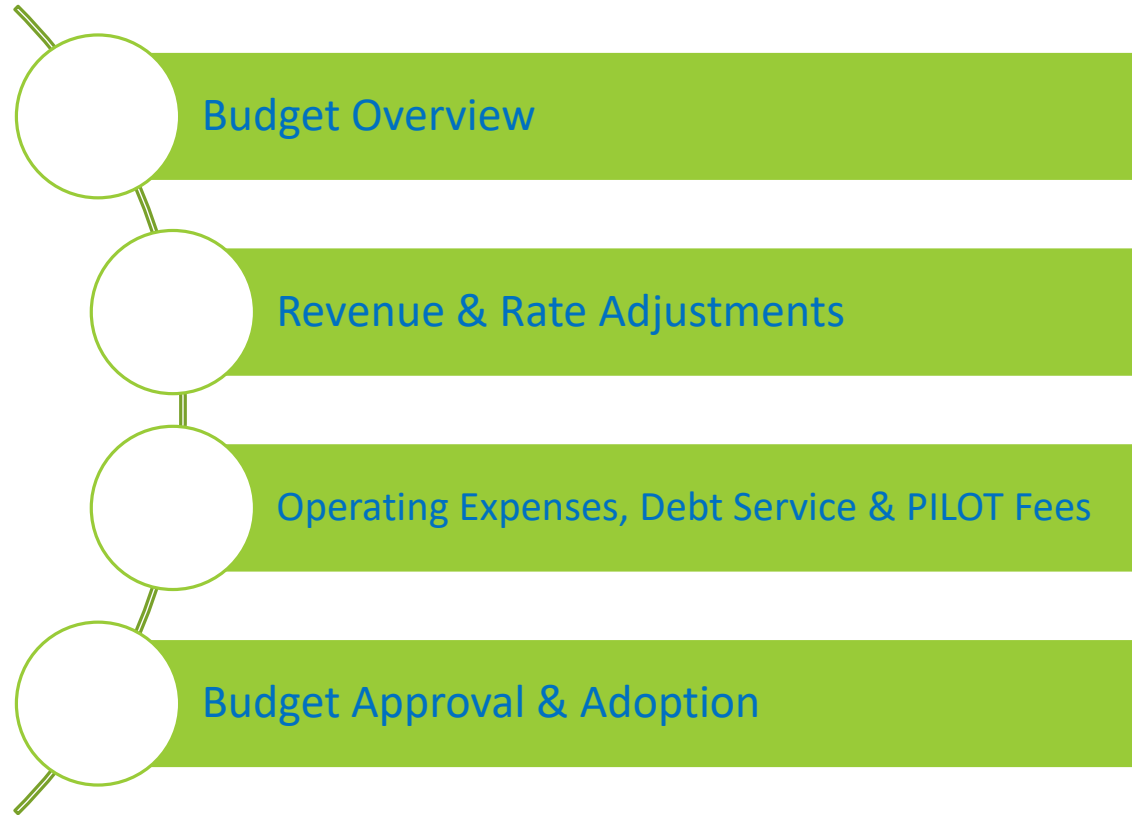 Budget Overview
Revenue & Rate Adjustments
Operating Expenses, Debt Service & PILOT Fees
Budget Approval & Adoption